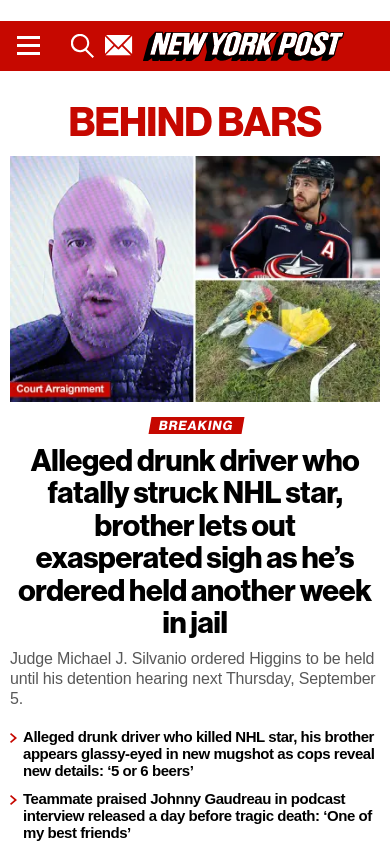 NEW YORK POST
BEHIND BARS
A
Court Arraignment
BREAKING
Alleged drunk driver who
fatally struck NHL star,
brother lets out
exasperated sigh as he’s
ordered held another week
in jail
Judge Michael J. Silvanio ordered Higgins to be held
until his detention hearing next Thursday, September
5.
Alleged drunk driver who killed NHL star, his brother
appears glassy-eyed in new mugshot as cops reveal
new details: ‘5 or 6 beers’
Teammate praised Johnny Gaudreau in podcast
interview released a day before tragic death: ‘One of
my best friends’